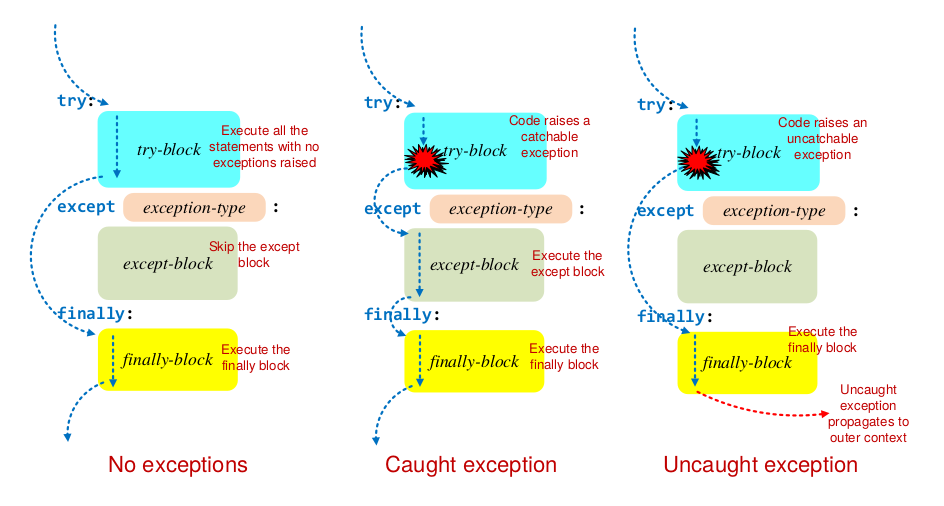 try:
try-block
Execute all the
statements with no
exceptions raised
except exception-type :
except-block
Skip the except
block
finally:
finally-block
Execute the
finally block
No exceptions
try:
try-block
Code raises a
catchable
exception
except exception-type :
except-block
Execute the
except block
finally:
finally-block
Execute the
finally block
Caught exception
try:
try-block
Code raises an
uncatchable
exception
except exception-type :
except-block
finally:
finally-block
Execute the
finally block
Uncaught
exception
propagates to
outer context
Uncaught exception